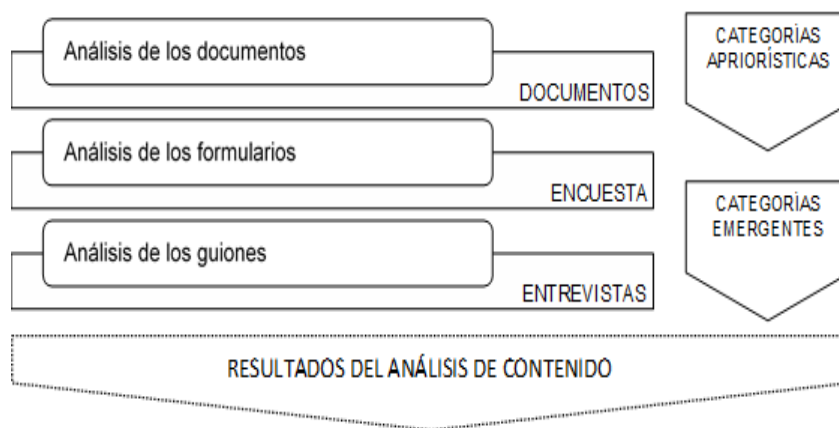 Análisis de los documentos
DOCUMENTOS
Análisis de los formularios
ENCUESTA
Análisis de los guiones
ENTREVISTAS
CATEGORÍAS
APRIORÍSTICAS
CATEGORÍAS
EMERGENTES
RESULTADOS DEL ANÁLISIS DE CONTENIDO